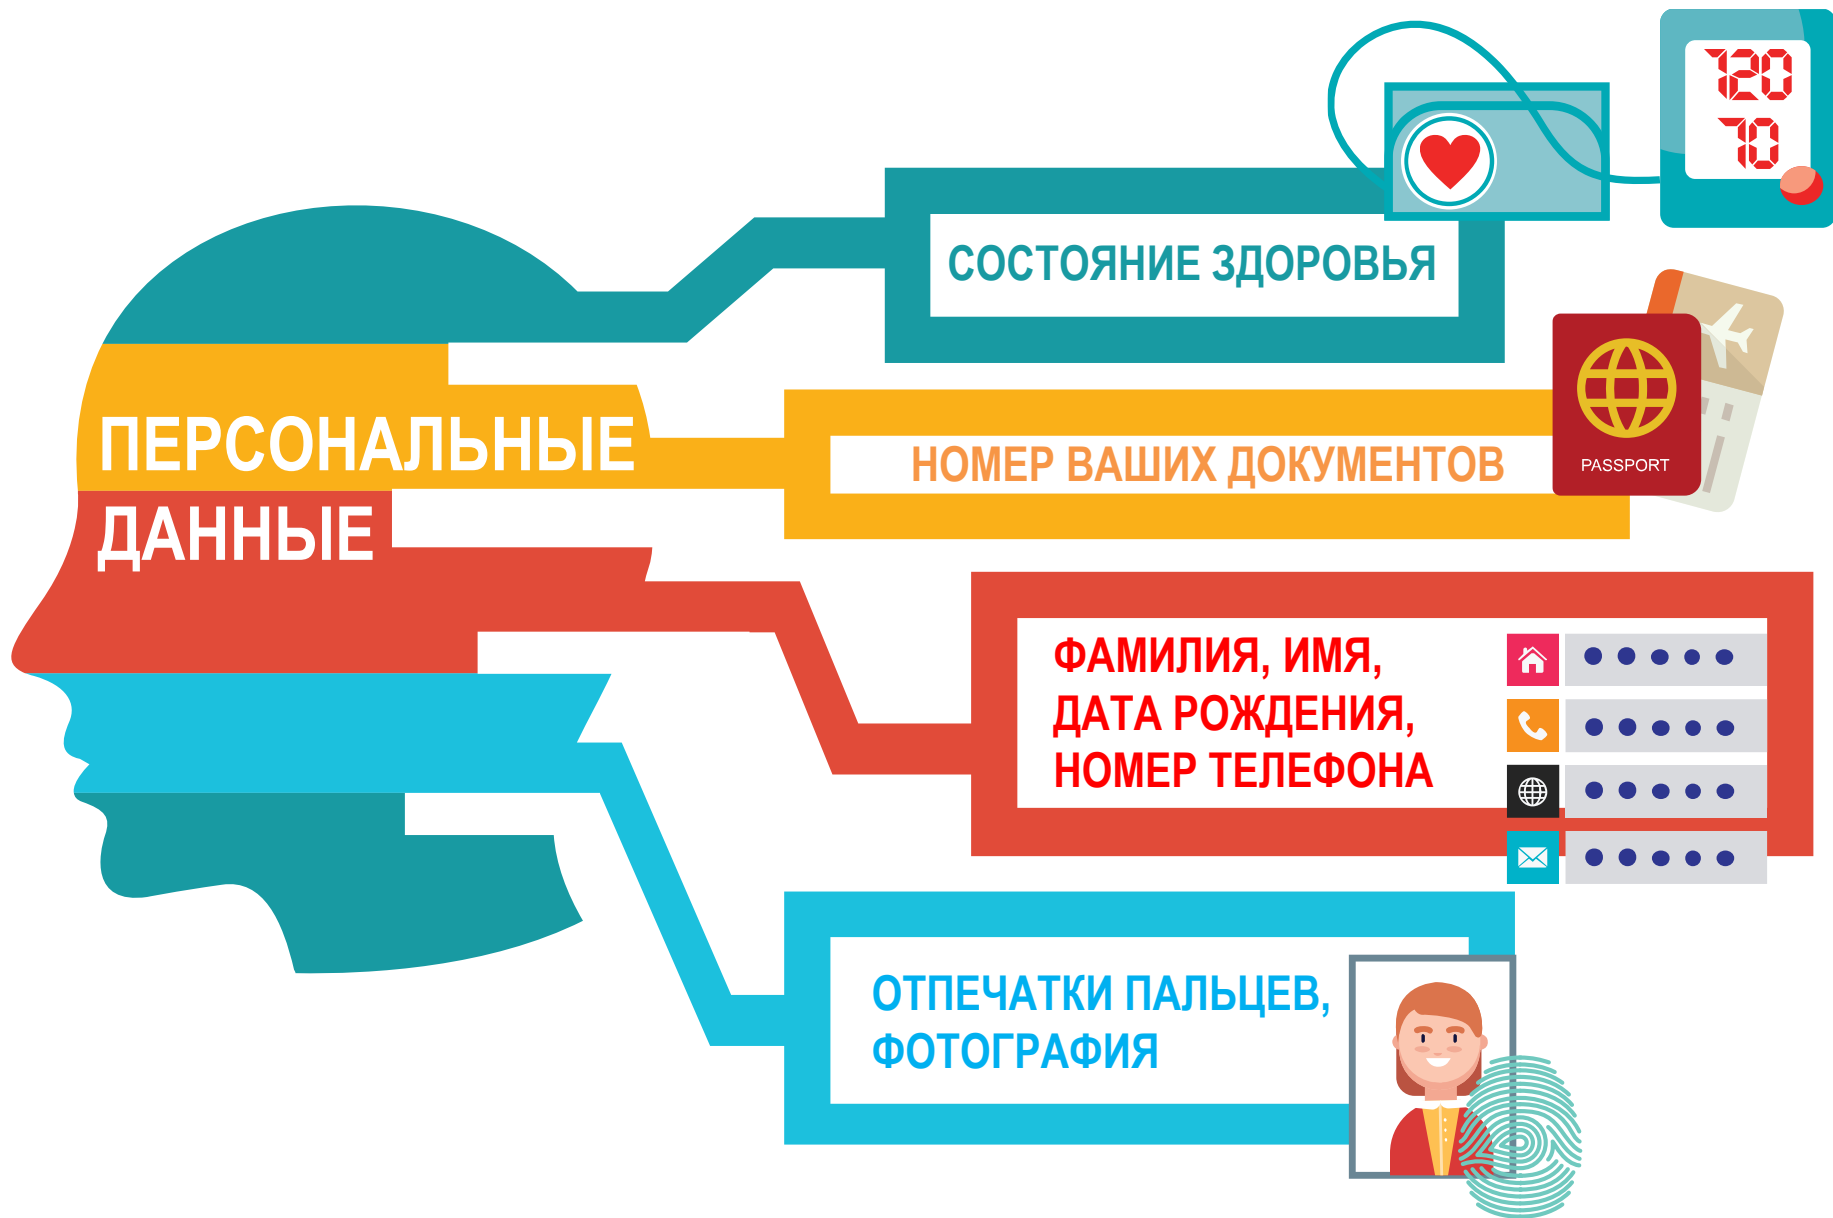 120
70
СОСТОЯНИЕ ЗДОРОВЬЯ
ПЕРСОНАЛЬНЫЕ
ДАННЫЕ
НОМЕР ВАШИХ ДОКУМЕНТОВ
PASSPORT
ФАМИЛИЯ, ИМЯ,
ДАТА РОЖДЕНИЯ,
НОМЕР ТЕЛЕФОНА
ОТПЕЧАТКИ ПАЛЬЦЕВ,
ФОТОГРАФИЯ